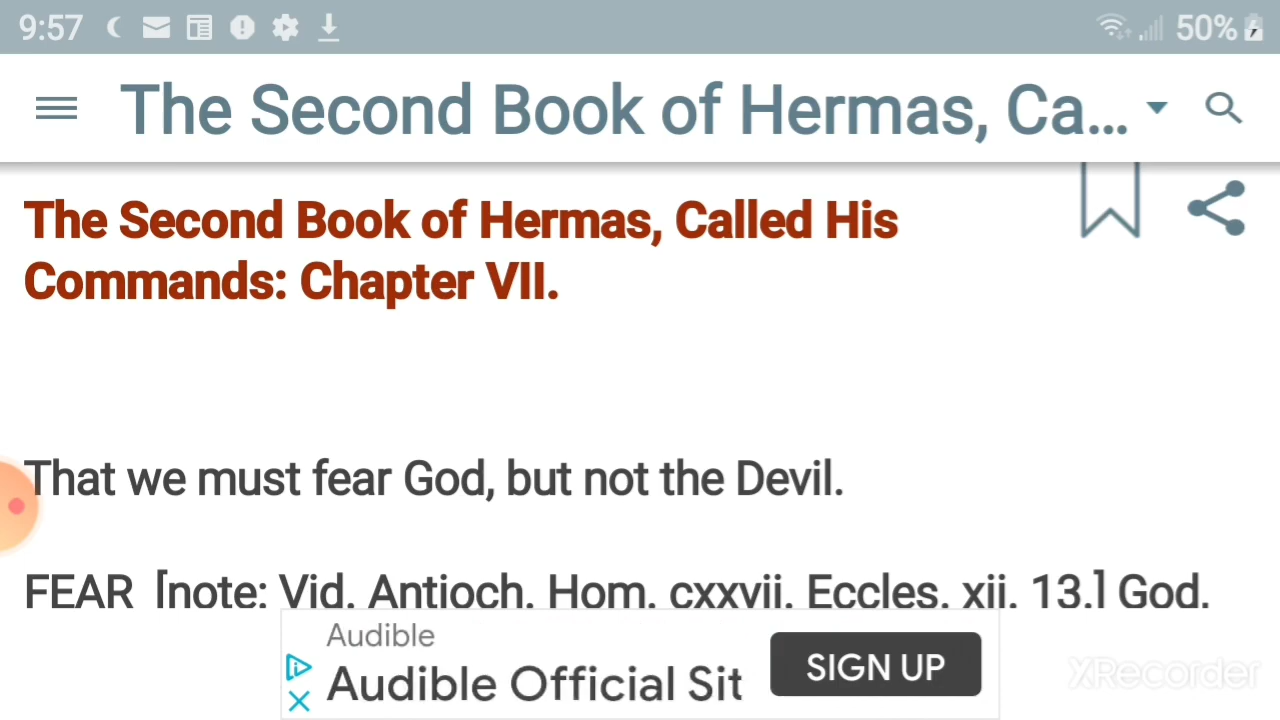 9:57 50%
The Second Book of Hermas, Ca...
The Second Book of Hermas, Called His
Commands: Chapter VII.
That we must fear God, but not the Devil.
FEAR [note: Vid. Antioch. Hom. cxxvii. Eccles. xii. 13.] God,
Audible
Audible Official Sit
SIGN UP
XRecorder